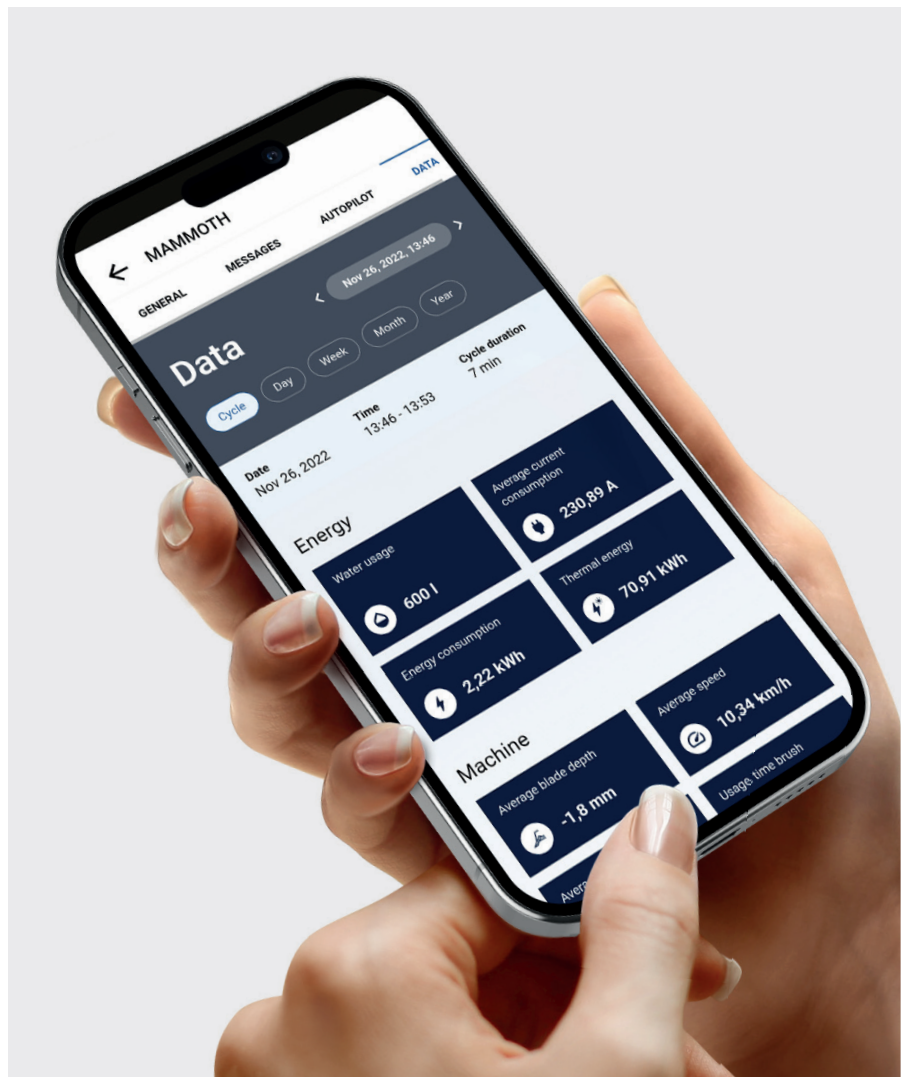 MAMMOTH
GENERAL MESSAGES AUTOPILOT DATA
Data
Nov 26, 2022, 13:46
Cycle Day Week Month Year
Date
Nov 26, 2022
Time
13:46 - 13:53
Cycle duration
7 min
Energy
Water usage
600 l
Average current
consumption
230,89 A
Energy consumption
2,22 kWh
Thermal energy
70,91 kWh
Machine
Average blade depth
-1,8 mm
Average speed
10,34 km/h
Usage time brush